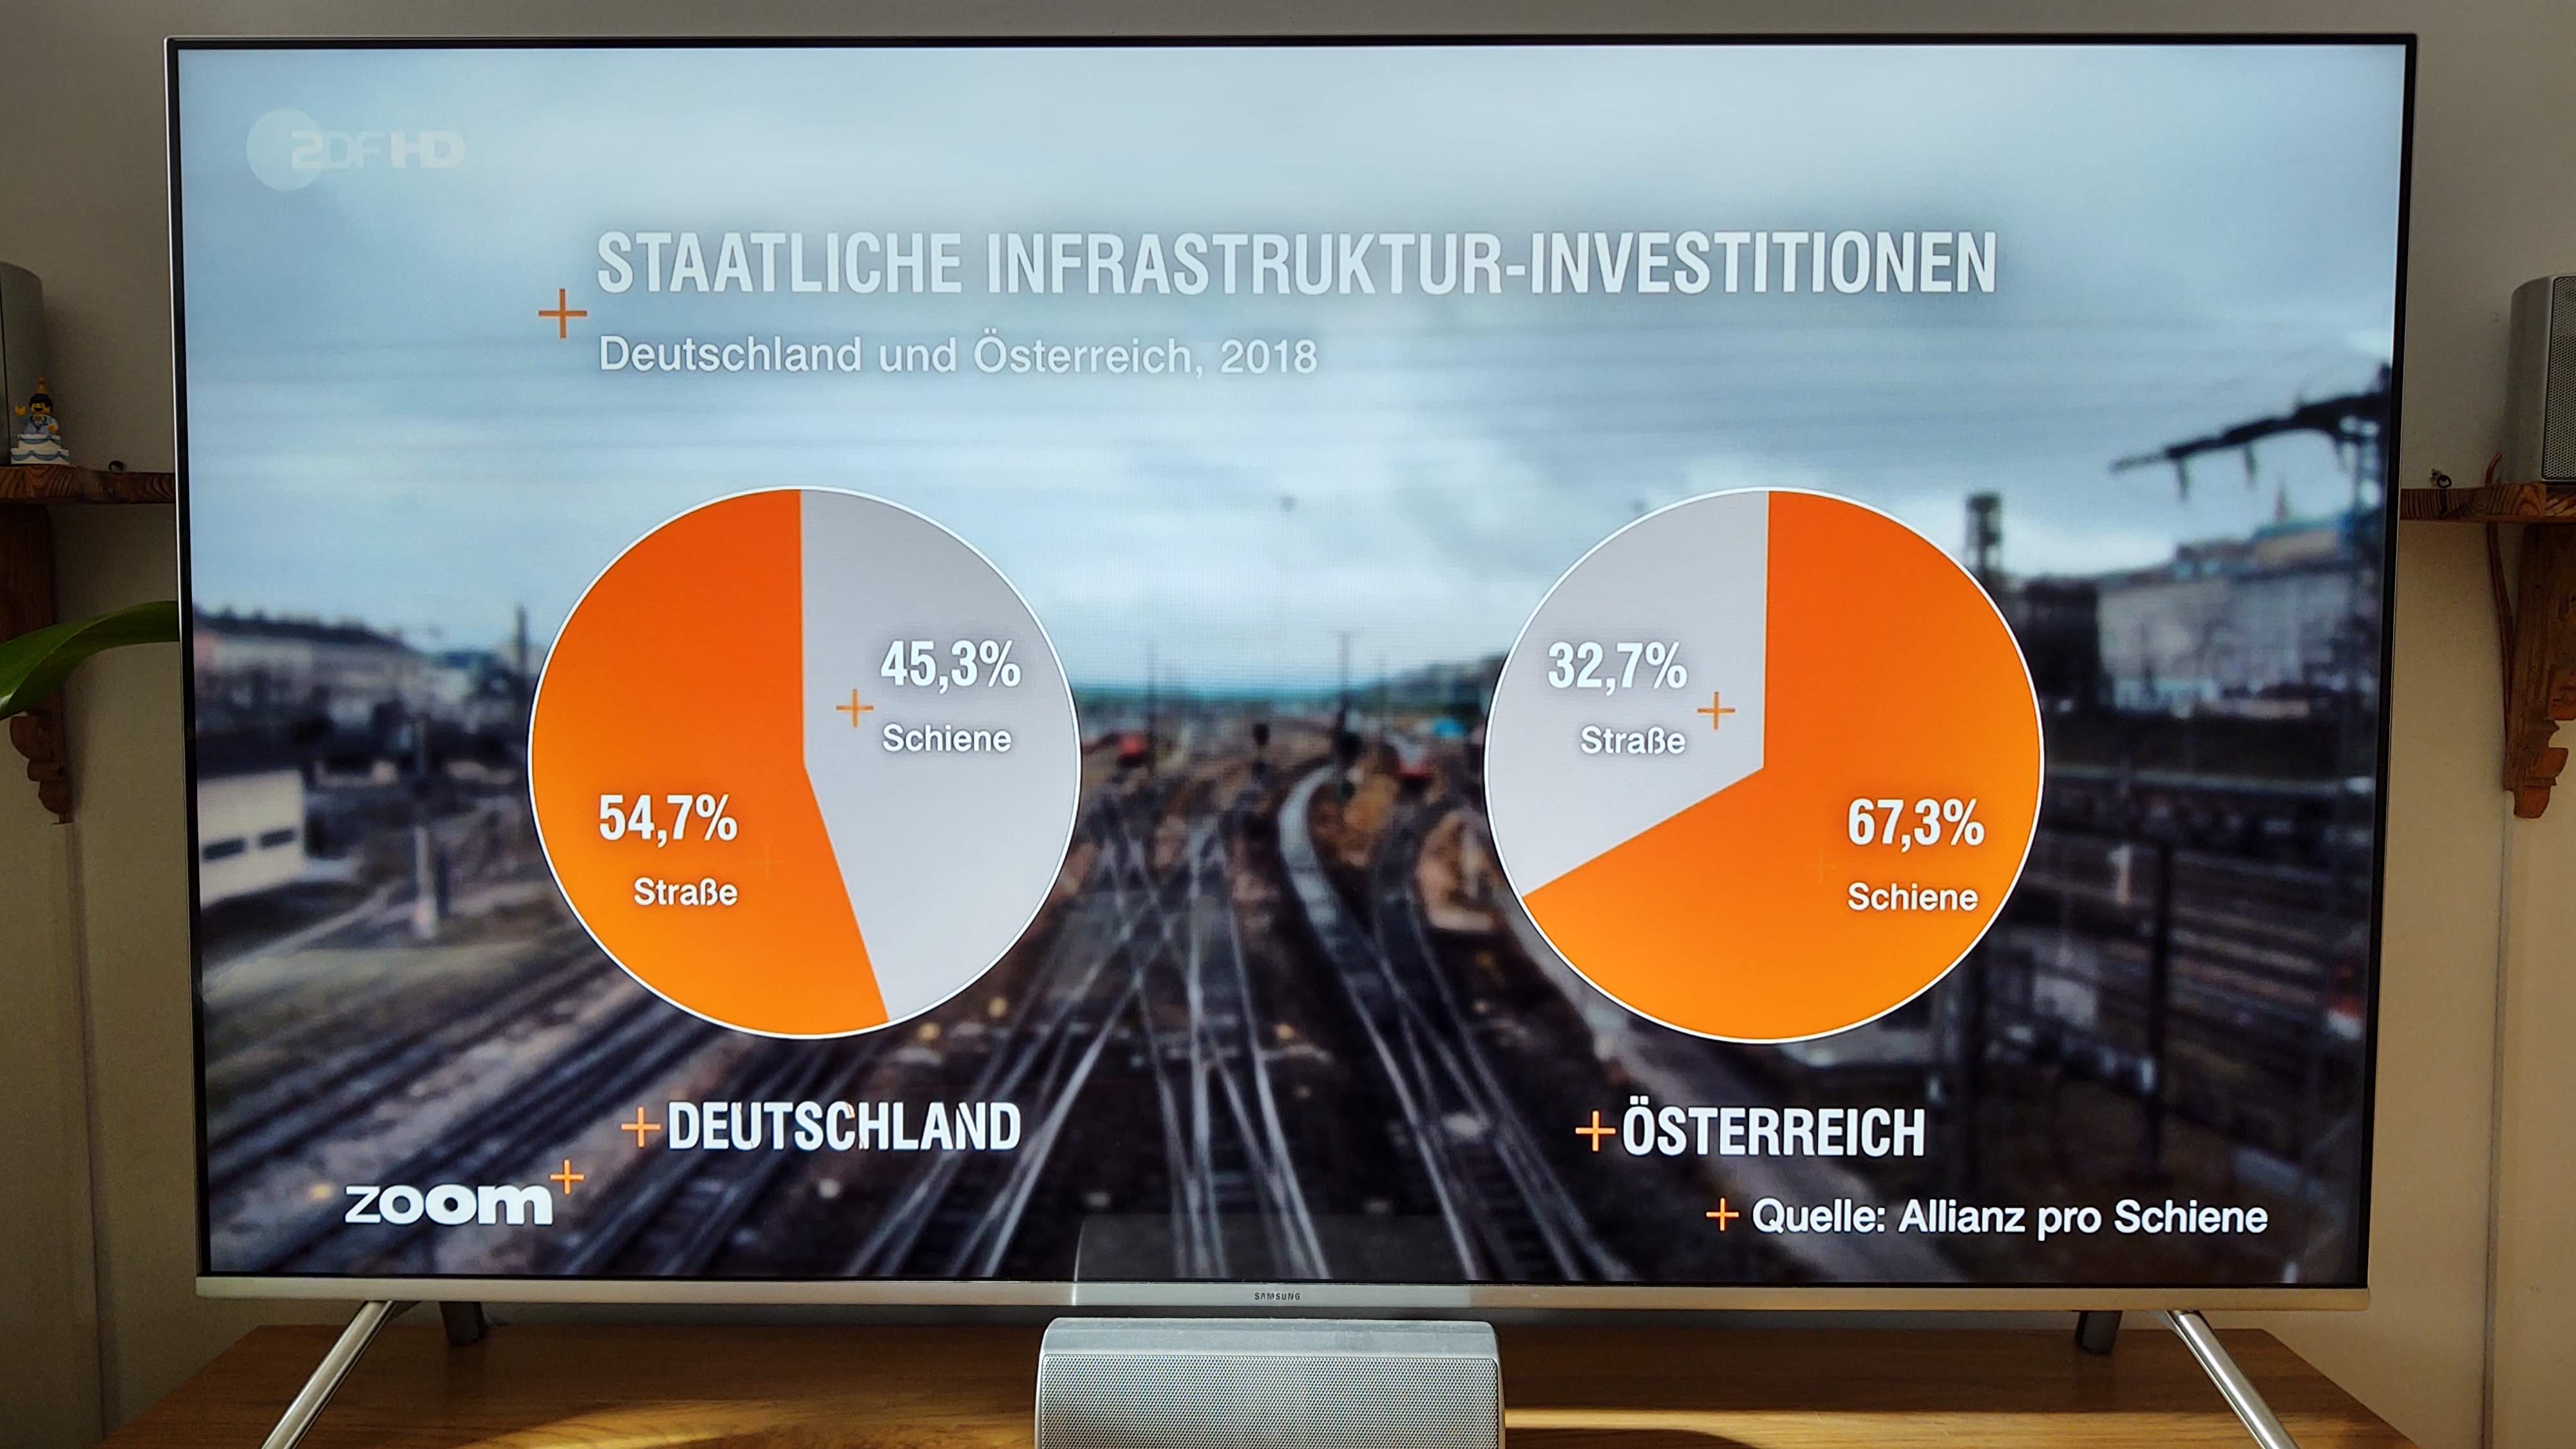 ZDF HD
STAATLICHE INFRASTRUKTUR-INVESTITIONEN
Deutschland und Österreich, 2018
45,3%
Schiene
54,7%
Straße
32,7%
Straße
67,3%
Schiene
DEUTSCHLAND
ÖSTERREICH
zoom+
Quelle: Allianz pro Schiene
SAMSUNG